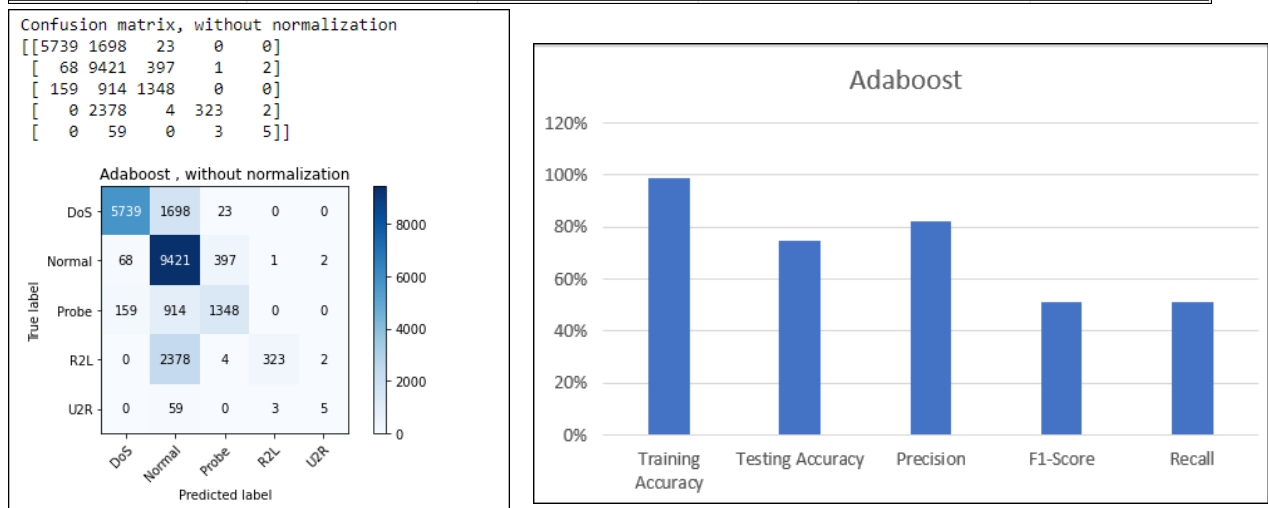 Confusion matrix, without normalization
[[5739 1698 23 0 0]
[ 68 9421 397 1 2]
[ 159 914 1348 0 0]
[ 0 2378 4 323 2]
[ 0 59 0 3 5]]
Adaboost , without normalization
DoS 5739 1698 23 0 0
Normal 68 9421 397 1 2
Probe 159 914 1348 0 0
R2L 0 2378 4 323 2
U2R 0 59 0 3 5
True label
DoS Normal Probe R2L U2R
Predicted label
8000
6000
4000
2000
0
Adaboost
120%
100%
80%
60%
40%
20%
0%
Training Accuracy
Testing Accuracy
Precision
F1-Score
Recall